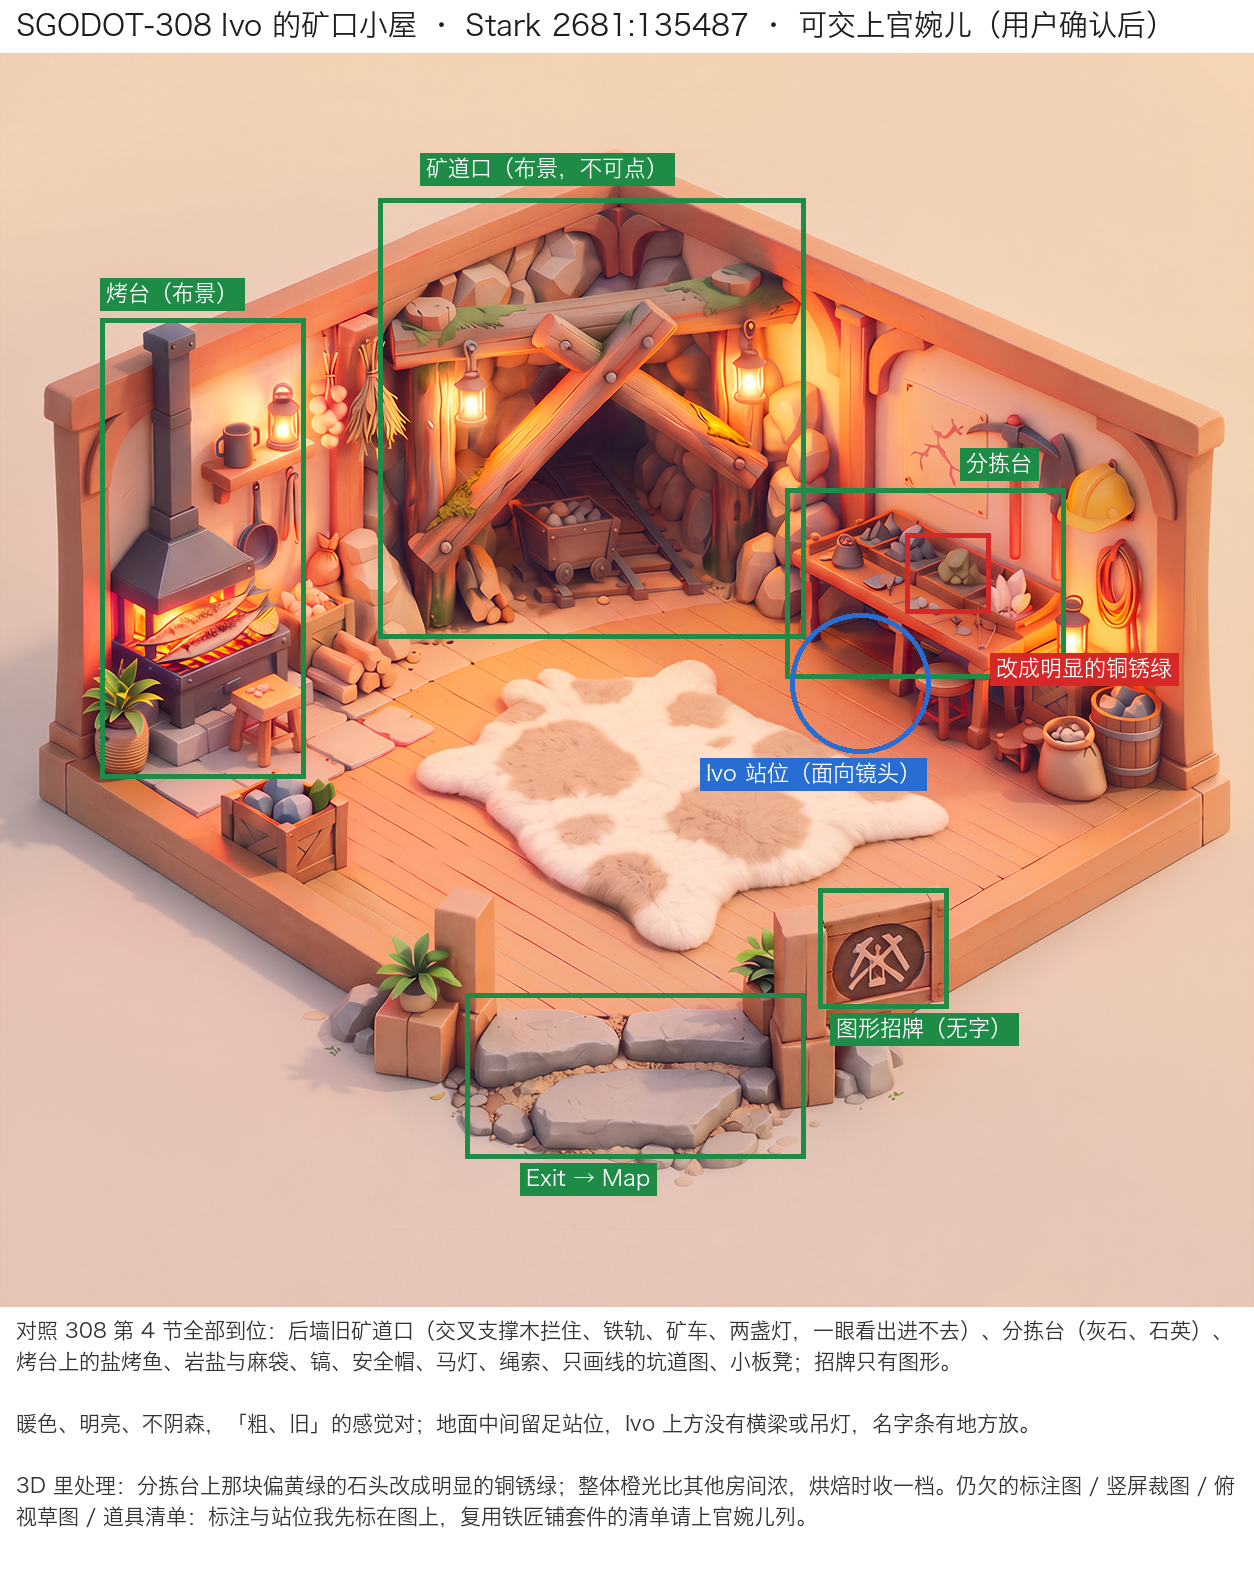 SGODOT-308 Ivo 的矿口小屋 · Stark 2681:135487 · 可交上官婉儿（用户确认后）
矿道口（布景，不可点）
烤台（布景）
分拣台
改成明显的铜锈绿
Ivo 站位（面向镜头）
图形招牌（无字）
Exit → Map
对照 308 第 4 节全部到位：后墙旧矿道口（交叉支撑木拦住、铁轨、矿车、两盏灯，一眼看出进不去）、分拣台（灰石、石英）、
烤台上的盐烤鱼、岩盐与麻袋、镐、安全帽、马灯、绳索、只画线的坑道图、小板凳；招牌只有图形。
暖色、明亮、不阴森，「粗、旧」的感觉对；地面中间留足站位，Ivo 上方没有横梁或吊灯，名字条有地方放。
3D 里处理：分拣台上那块偏黄绿的石头改成明显的铜锈绿；整体橙光比其他房间浓，烘焙时收一档。仍欠的标注图 / 竖屏裁图 / 俯
视草图 / 道具清单：标注与站位我先标在图上，复用铁匠铺套件的清单请上官婉儿列。